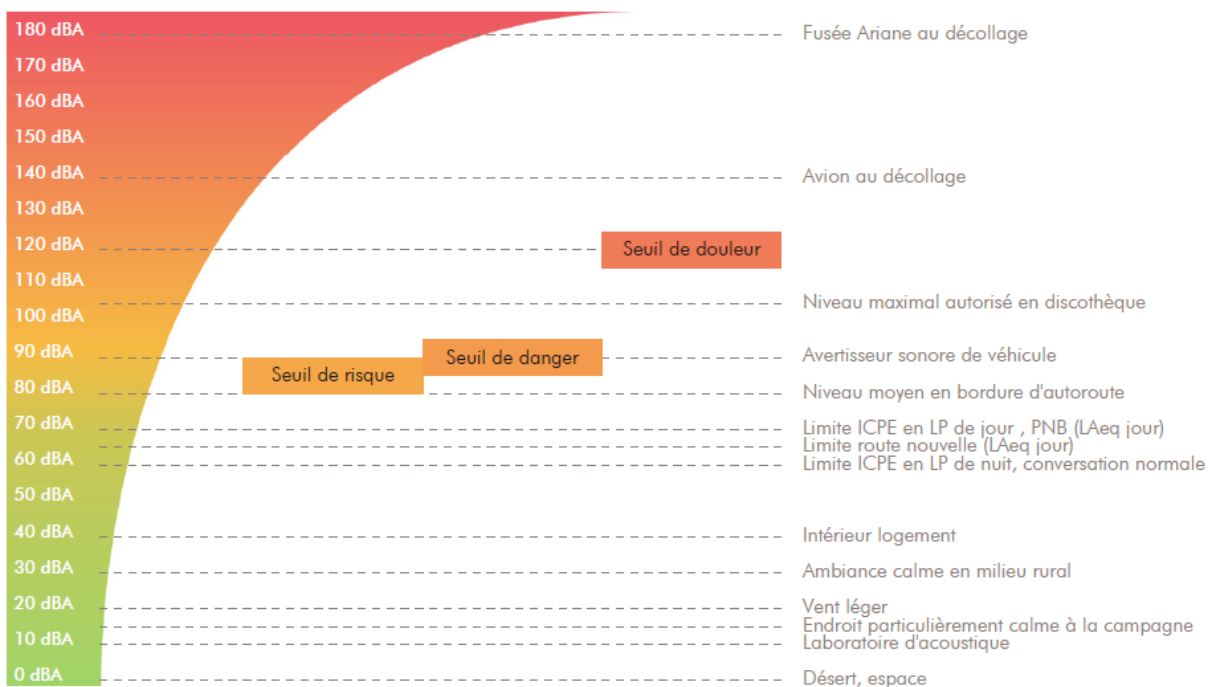 180 dBA
Fusée Ariane au décollage
170 dBA
160 dBA
150 dBA
140 dBA
Avion au décollage
130 dBA
120 dBA
Seuil de douleur
110 dBA
Niveau maximal autorisé en discothèque
100 dBA
90 dBA
Seuil de danger
Avertisseur sonore de véhicule
Seuil de risque
80 dBA
Niveau moyen en bordure d'autoroute
70 dBA
Limite ICPE en LP de jour , PNB (LAeq jour)
Limite route nouvelle (LAeq jour)
60 dBA
Limite ICPE en LP de nuit, conversation normale
50 dBA
40 dBA
Intérieur logement
30 dBA
Ambiance calme en milieu rural
20 dBA
Vent léger
Endroit particulièrement calme à la campagne
10 dBA
Laboratoire d'acoustique
0 dBA
Désert, espace